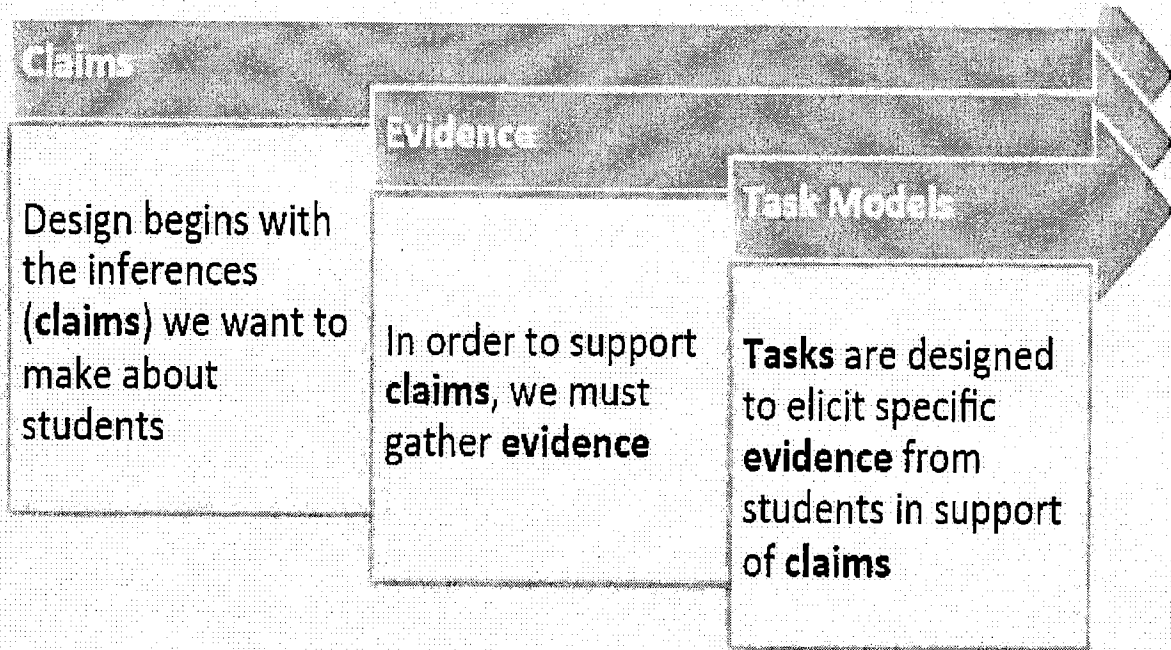 Claims
Design begins with
the inferences
(claims) we want to
make about
students
Evidence
In order to support
claims, we must
gather evidence
Task Models
Tasks are designed
to elicit specific
evidence from
students in support
of claims